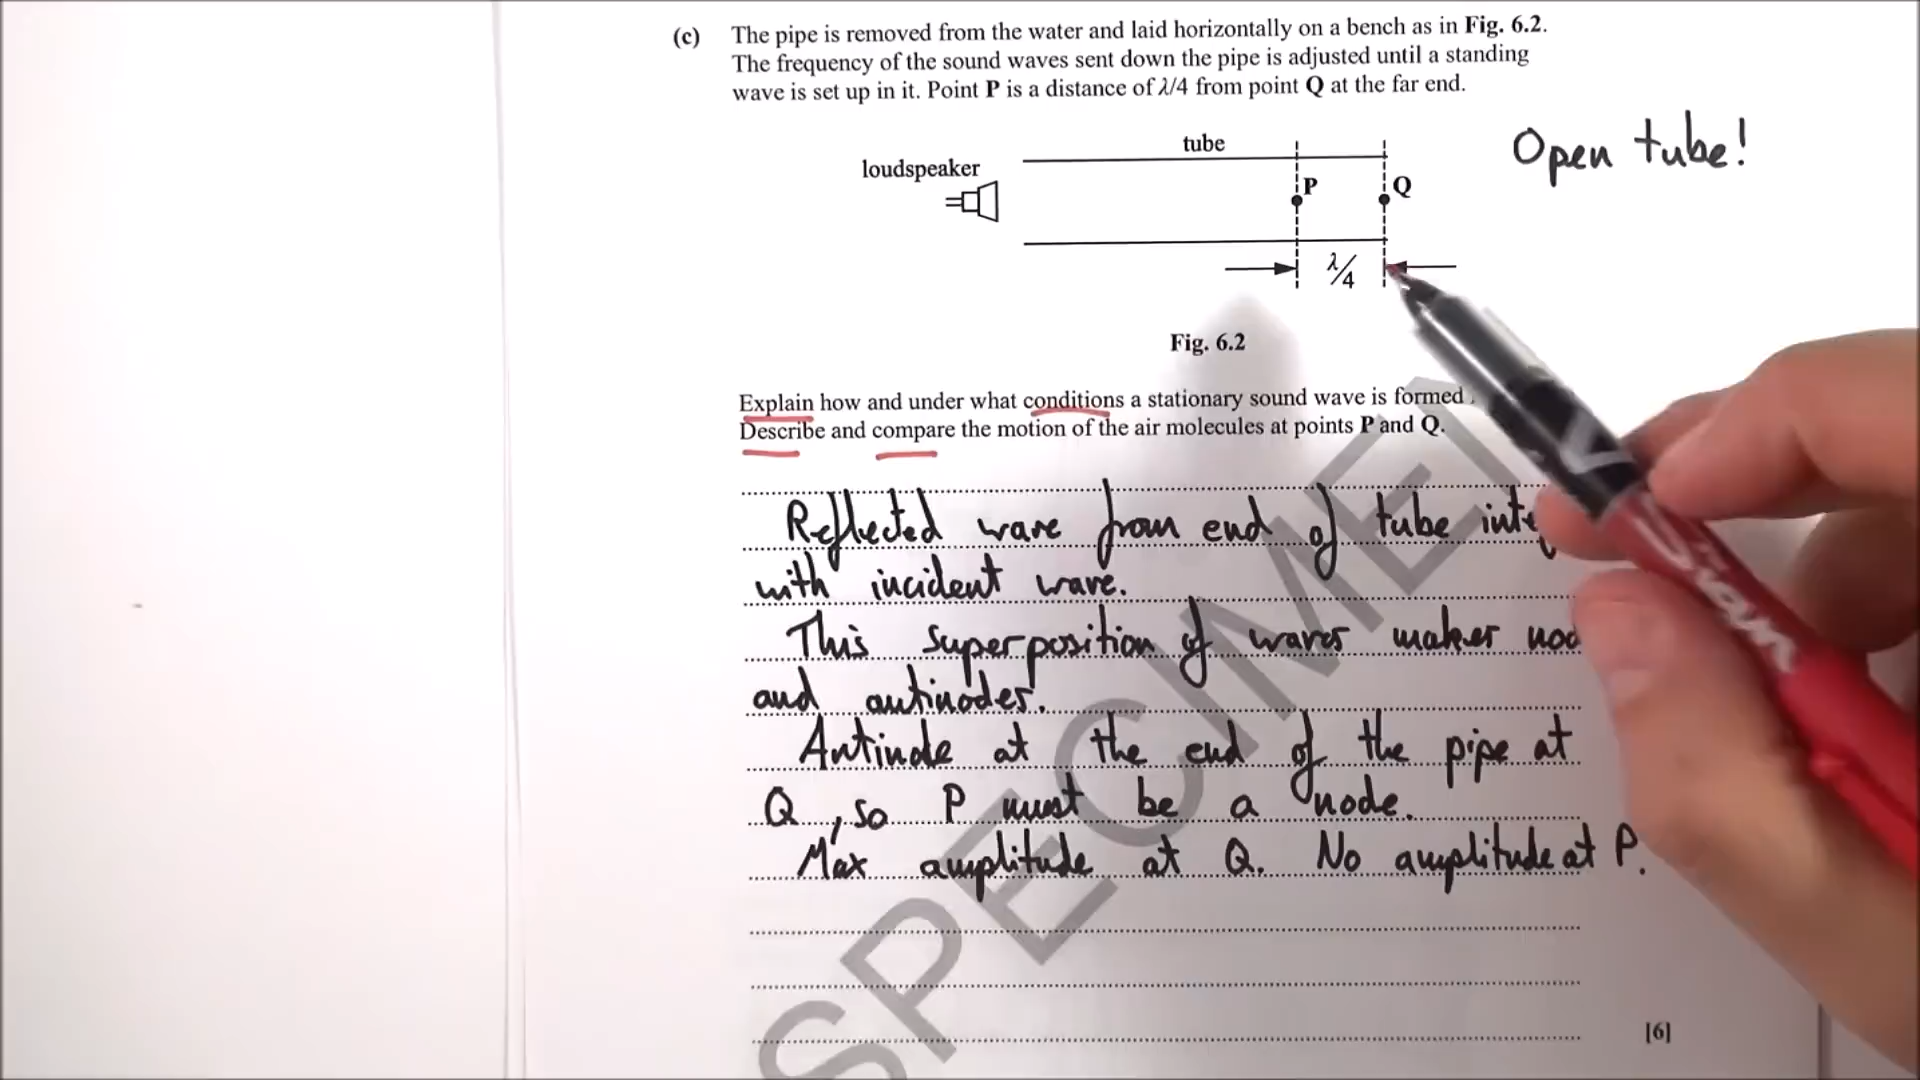 (c) The pipe is removed from the water and laid horizontally on a bench as in Fig. 6.2.
The frequency of the sound waves sent down the pipe is adjusted until a standing
wave is set up in it. Point P is a distance of λ/4 from point Q at the far end.
Open tube!
tube
loudspeaker
P
Q
λ/4
Fig. 6.2
Explain how and under what conditions a stationary sound wave is formed.
Describe and compare the motion of the air molecules at points P and Q.
Reflected wave from end of tube
with incident wave.
This superposition of waves makes
and antinodes.
Antinode at the end of the pipe at
Q, so P must be a node.
Max amplitude at Q. No amplitude at P.
[6]
SPECIMEN